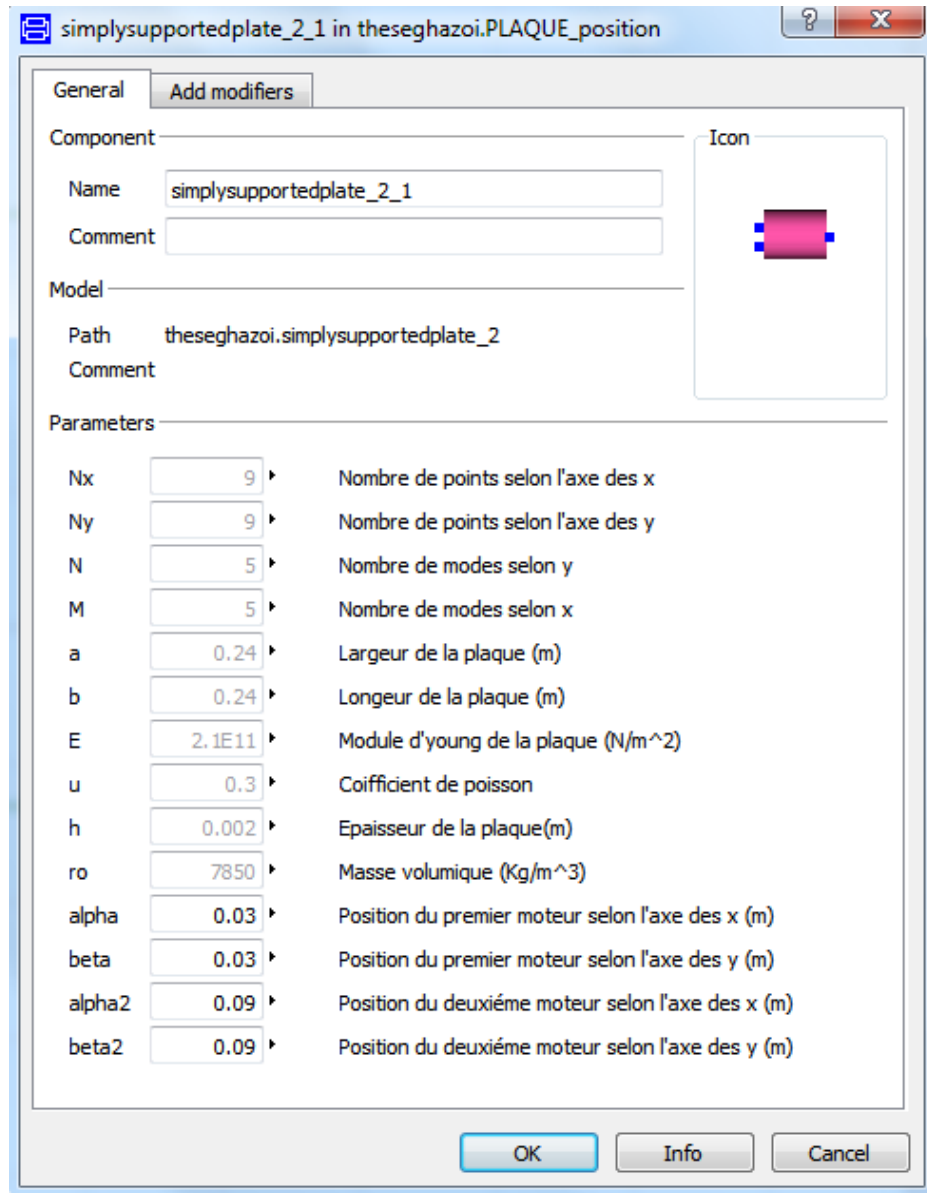 simplysupportedplate_2_1 in theseghazoi.PLAQUE_position
? X
General Add modifiers
Component
Icon
Name simplysupportedplate_2_1
Comment
Model
Path theseghazoi.simplysupportedplate_2
Comment
Parameters
Nx 9 Nombre de points selon l'axe des x
Ny 9 Nombre de points selon l'axe des y
N 5 Nombre de modes selon y
M 5 Nombre de modes selon x
a 0.24 Largeur de la plaque (m)
b 0.24 Longeur de la plaque (m)
E 2.1E11 Module d'young de la plaque (N/m^2)
u 0.3 Coifficient de poisson
h 0.002 Epaisseur de la plaque(m)
ro 7850 Masse volumique (Kg/m^3)
alpha 0.03 Position du premier moteur selon l'axe des x (m)
beta 0.03 Position du premier moteur selon l'axe des y (m)
alpha2 0.09 Position du deuxiéme moteur selon l'axe des x (m)
beta2 0.09 Position du deuxiéme moteur selon l'axe des y (m)
OK Info Cancel